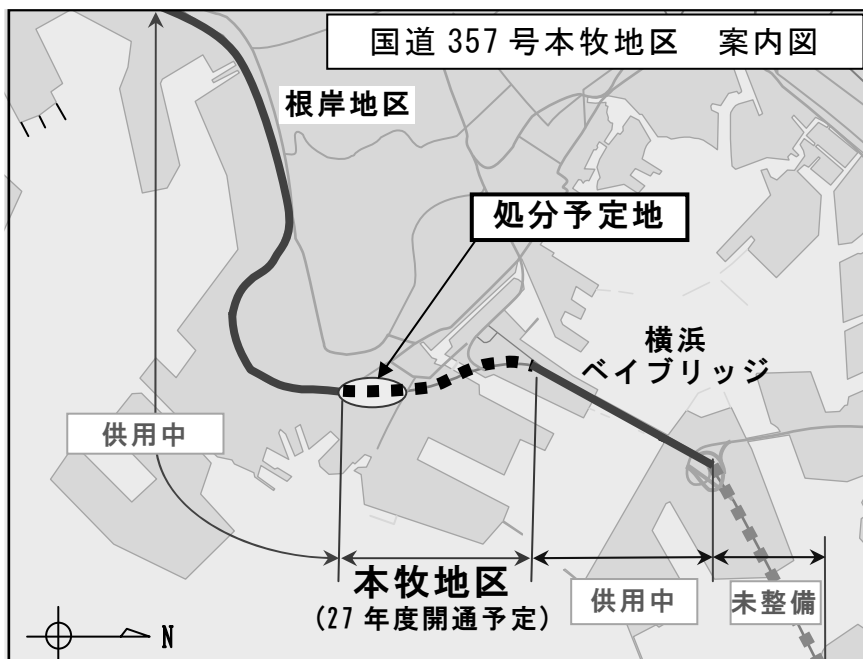 国道 357 号本牧地区　案内図
根岸地区
処分予定地
横浜
ベイブリッジ
供用中
本牧地区
(27 年度開通予定)
供用中
未整備
N